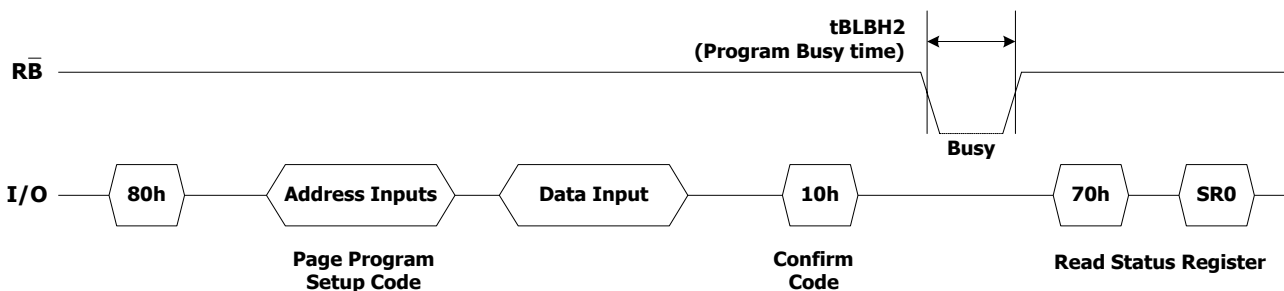 tBLBH2
(Program Busy time)
RB̅
Busy
I/O
80h
Address Inputs
Data Input
10h
70h
SR0
Page Program
Setup Code
Confirm
Code
Read Status Register